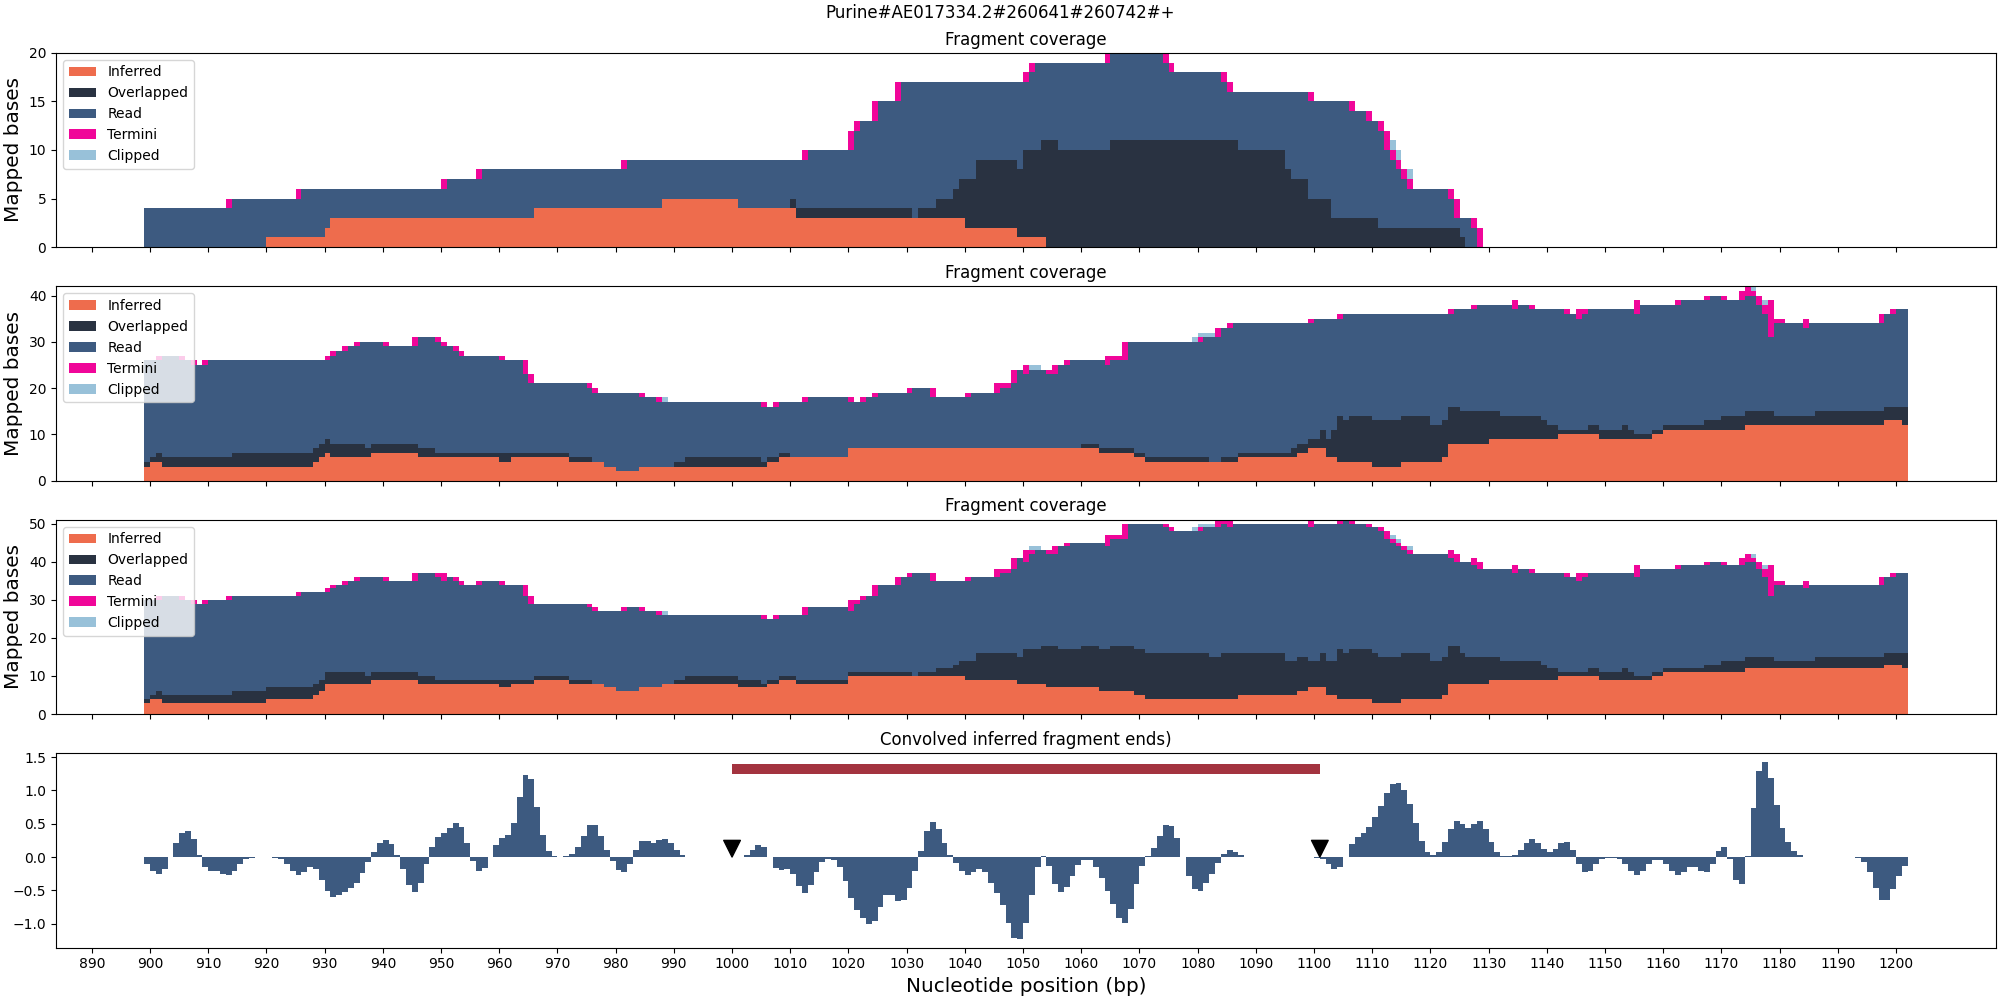 Purine#AE017334.2#260641#260742#+
Fragment coverage
Mapped bases
20
15
10
5
0
Inferred
Overlapped
Read
Termini
Clipped
Fragment coverage
Mapped bases
40
30
20
10
0
Inferred
Overlapped
Read
Termini
Clipped
Fragment coverage
Mapped bases
50
40
30
20
10
0
Inferred
Overlapped
Read
Termini
Clipped
Convolved inferred fragment ends)
1.5
1.0
0.5
0.0
−0.5
−1.0
890 900 910 920 930 940 950 960 970 980 990 1000 1010 1020 1030 1040 1050 1060 1070 1080 1090 1100 1110 1120 1130 1140 1150 1160 1170 1180 1190 1200
Nucleotide position (bp)